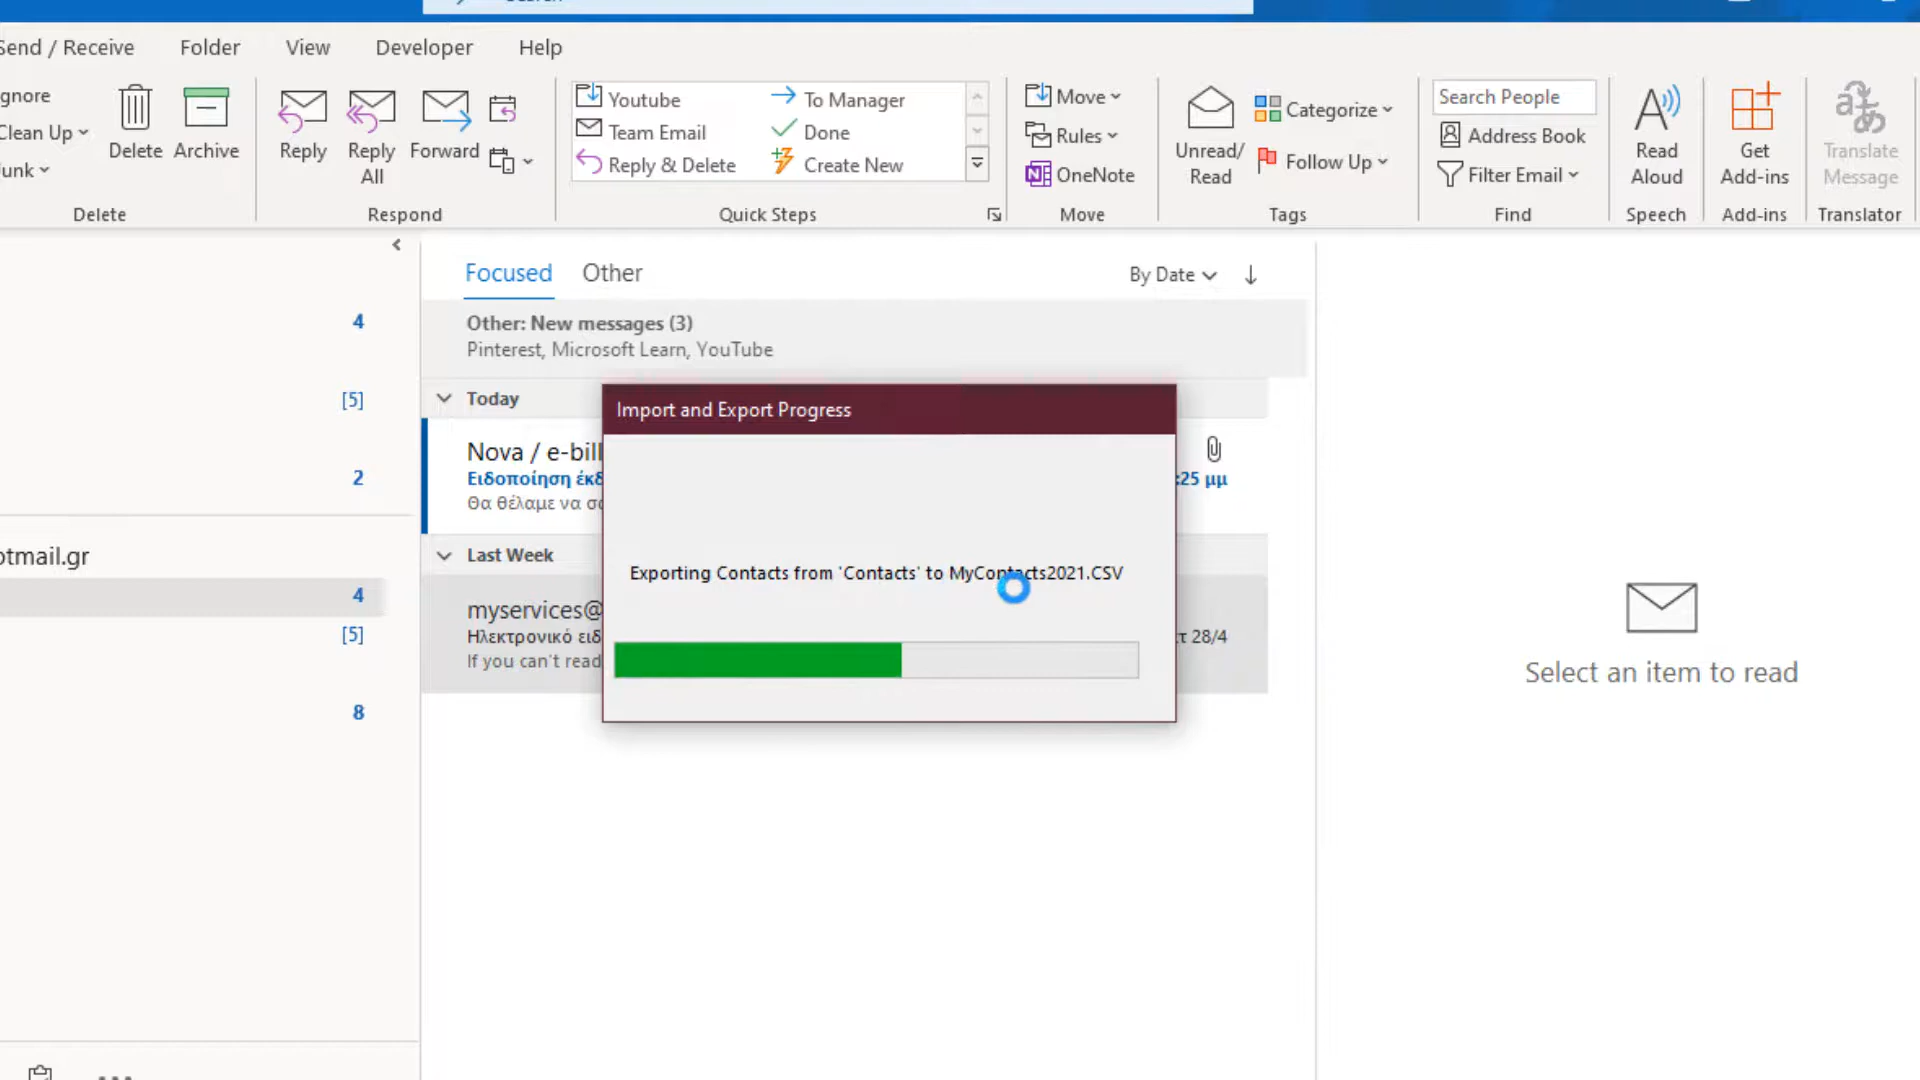 Send / Receive
Folder
View
Developer
Help
gnore
Clean Up
unk
Delete
Archive
Delete
Reply
Reply All
Forward
Respond
Youtube
To Manager
Team Email
Done
Reply & Delete
Create New
Quick Steps
Move
Rules
OneNote
Move
Unread/ Read
Categorize
Follow Up
Tags
Search People
Address Book
Filter Email
Find
Read Aloud
Speech
Get Add-ins
Add-ins
Translate Message
Translator
4
[5]
2
otmail.gr
4
[5]
8
Focused
Other
By Date
Other: New messages (3)
Pinterest, Microsoft Learn, YouTube
Today
Nova / e-bill
Ειδοποίηση έκδ
:25 μμ
Θα θέλαμε να σα
Last Week
myservices@
Ηλεκτρονικό ειδ
τ 28/4
If you can't read
Import and Export Progress
Exporting Contacts from 'Contacts' to MyContacts2021.CSV
Select an item to read